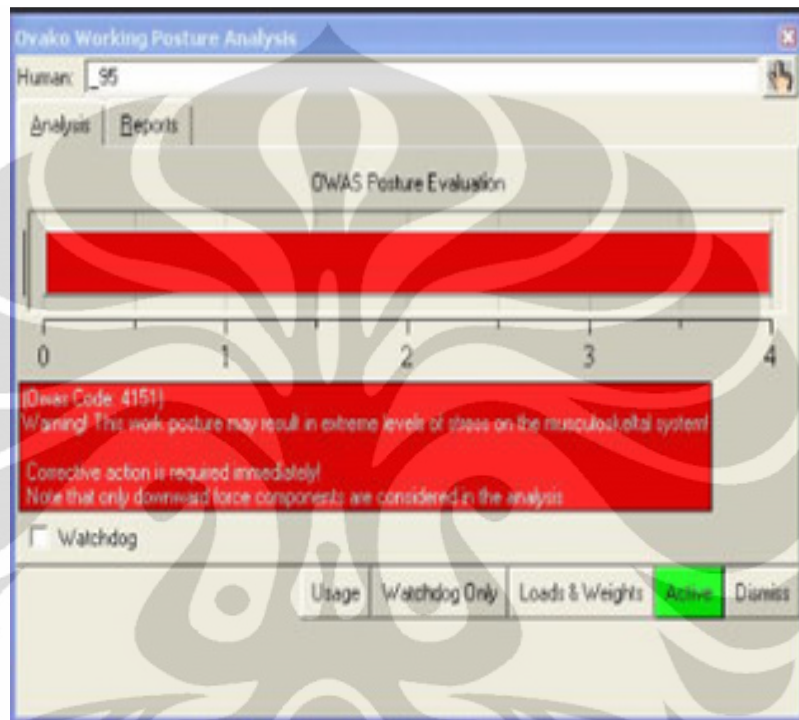 Ovako Working Posture Analysis
Human: _95
Analysis Reports
OWAS Posture Evaluation
0 1 2 3 4
(Owas Code: 4151)
Warning! This work posture may result in extreme levels of stress on the musculoskeltal system!
Corrective action is required immediately!
Note that only downward force components are considered in the analysis
Watchdog
Usage Watchdog Only Loads & Weights Active Dismiss